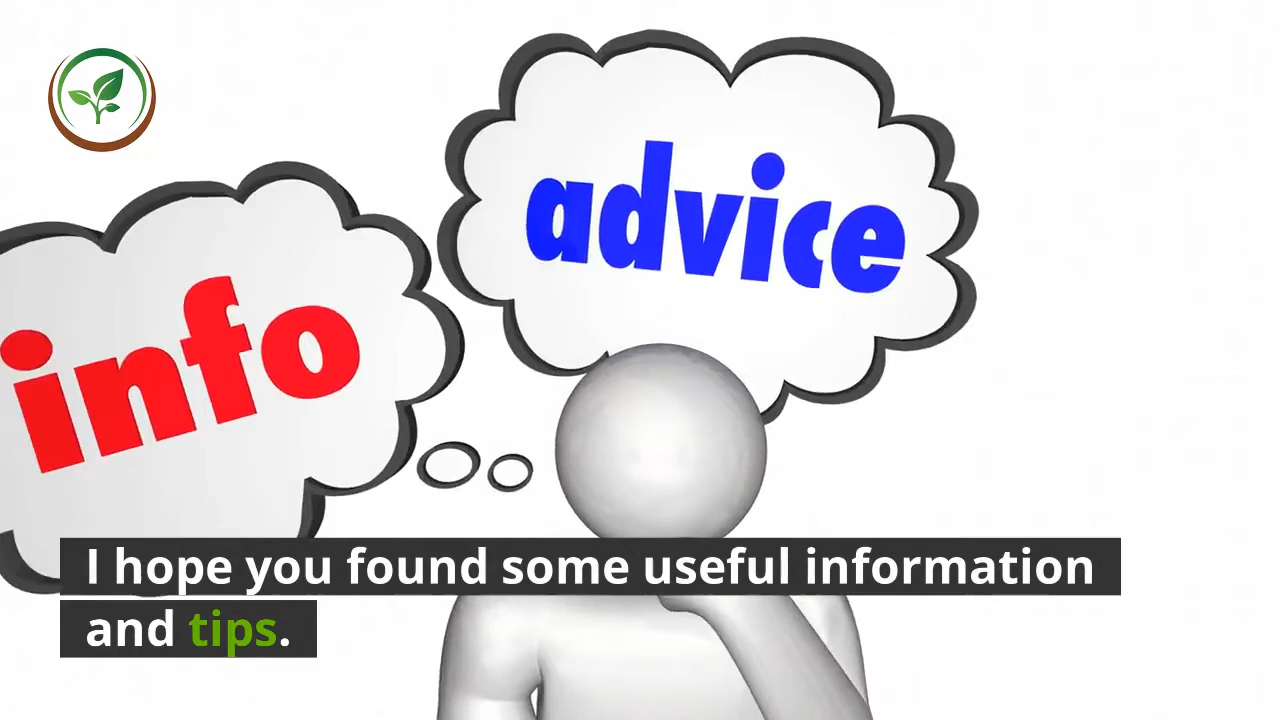 advice
info
I hope you found some useful information
and tips.